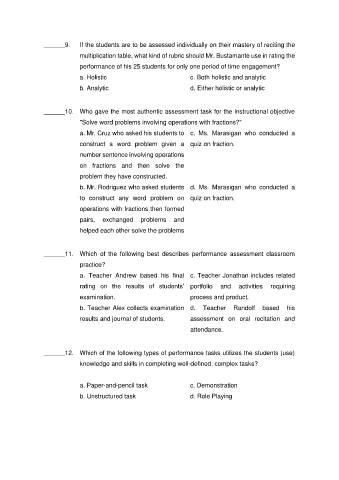 ______9. If the students are to be assessed individually on their mastery of reciting the
multiplication table, what kind of rubric should Mr. Bustamante use in rating the
performance of his 25 students for only one period of time engagement?
a. Holistic c. Both holistic and analytic
b. Analytic d. Either holistic or analytic
______10. Who gave the most authentic assessment task for the instructional objective
"Solve word problems involving operations with fractions?"
a. Mr. Cruz who asked his students to c. Ms. Marasigan who conducted a
construct a word problem given a quiz on fraction.
number sentence involving operations
on fractions and then solve the
problem they have constructed.
b. Mr. Rodriguez who asked students d. Ms. Marasigan who conducted a
to construct any word problem on quiz on fraction.
operations with fractions then formed
pairs, exchanged problems and
helped each other solve the problems
______11. Which of the following best describes performance assessment classroom
practice?
a. Teacher Andrew based his final c. Teacher Jonathan includes related
rating on the results of students' portfolio and activities requiring
examination. process and product.
b. Teacher Alex collects examination d. Teacher Randolf based his
results and journal of students. assessment on oral recitation and
attendance.
______12. Which of the following types of performance tasks utilizes the students (use)
knowledge and skills in completing well-defined, complex tasks?
a. Paper-and-pencil task c. Demonstration
b. Unstructured task d. Role Playing